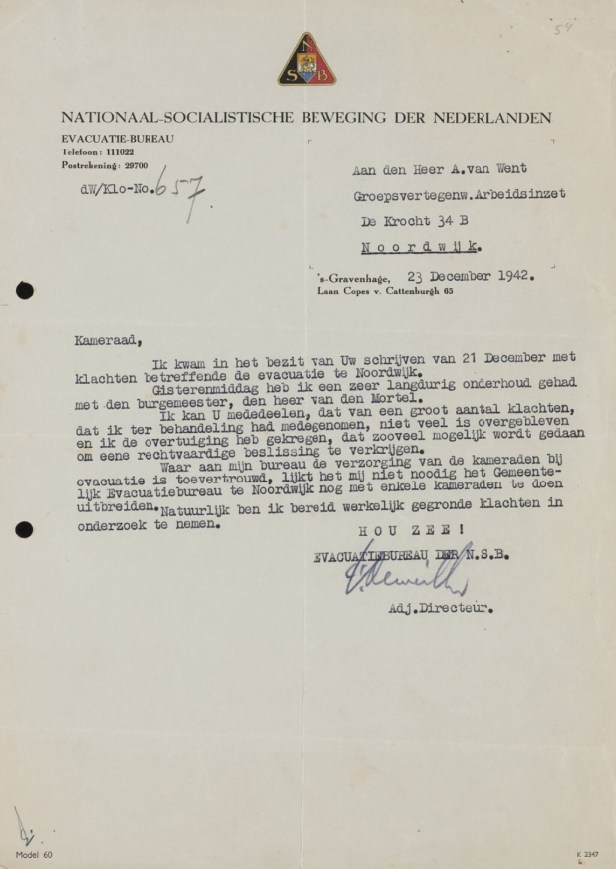 54
N
S B
NATIONAAL-SOCIALISTISCHE BEWEGING DER NEDERLANDEN
EVACUATIE-BUREAU
Telefoon: 111022
Postrekening: 29700
dW/Klo-No. 657
Aan den Heer A.van Went
Groepsvertegenw.Arbeidsinzet
De Krocht 34 B
Noordwijk.
's-Gravenhage, 23 December 1942.
Laan Copes v. Cattenburgh 65
Kameraad,
Ik kwam in het bezit van Uw schrijven van 21 December met
klachten betreffende de evacuatie te Noordwijk.
Gisterenmiddag heb ik een zeer langdurig onderhoud gehad
met den burgemeester, den heer van den Mortel.
Ik kan U mededeelen, dat van een groot aantal klachten,
dat ik ter behandeling had medegenomen, niet veel is overgebleven
en ik de overtuiging heb gekregen, dat zooveel mogelijk wordt gedaan
om eene rechtvaardige beslissing te verkrijgen.
Waar aan mijn bureau de verzorging van de kameraden bij
evacuatie is toevertrouwd, lijkt het mij niet noodig het Gemeente-
lijk Evacuatiebureau te Noordwijk nog met enkele kameraden te doen
uitbreiden.
Natuurlijk ben ik bereid werkelijk gegronde klachten in
onderzoek te nemen.
HOU ZEE!
EVACUATIEBUREAU DER N.S.B.
Adj.Directeur.
Model 60
K 2347